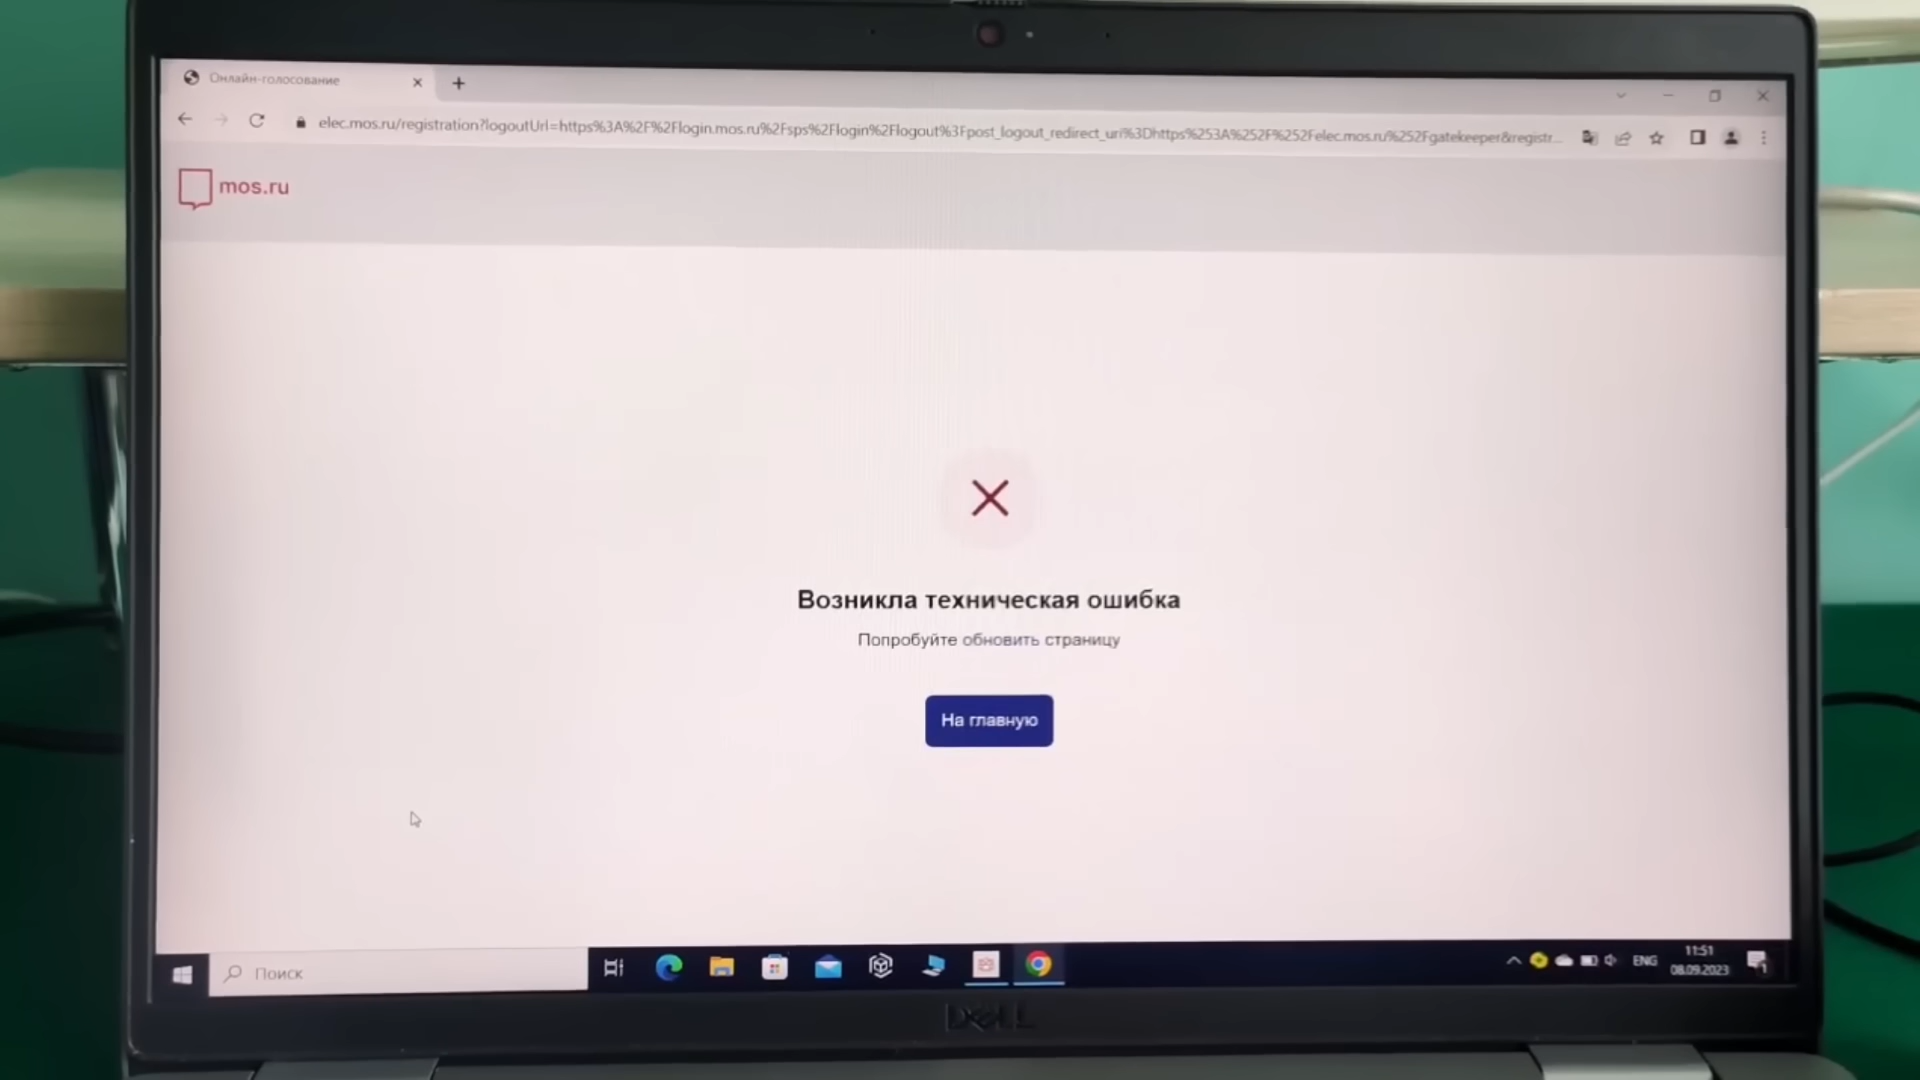 Онлайн-голосование
elec.mos.ru/registration?logoutUrl=https%3A%2F%2Flogin.mos.ru%2Fsps%2Flogin%2Flogout%3Fpost_logout_redirect_uri%3Dhttps%253A%252F%252Felec.mos.ru%252Fgatekeeper&registr...
mos.ru
Возникла техническая ошибка
Попробуйте обновить страницу
На главную
Поиск
ENG
11:51
08.09.2023
1
DELL